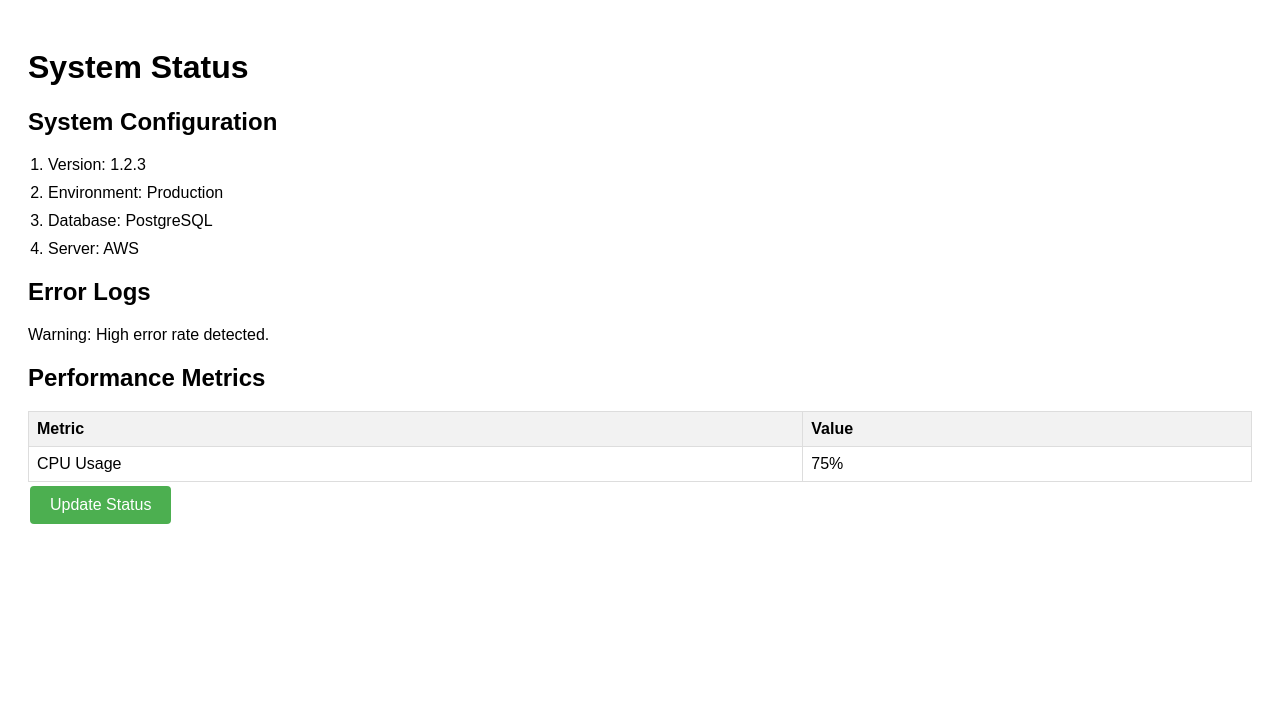 System Status
System Configuration
1. Version: 1.2.3
2. Environment: Production
3. Database: PostgreSQL
4. Server: AWS
Error Logs
Warning: High error rate detected.
Performance Metrics
Metric Value
CPU Usage 75%
Update Status